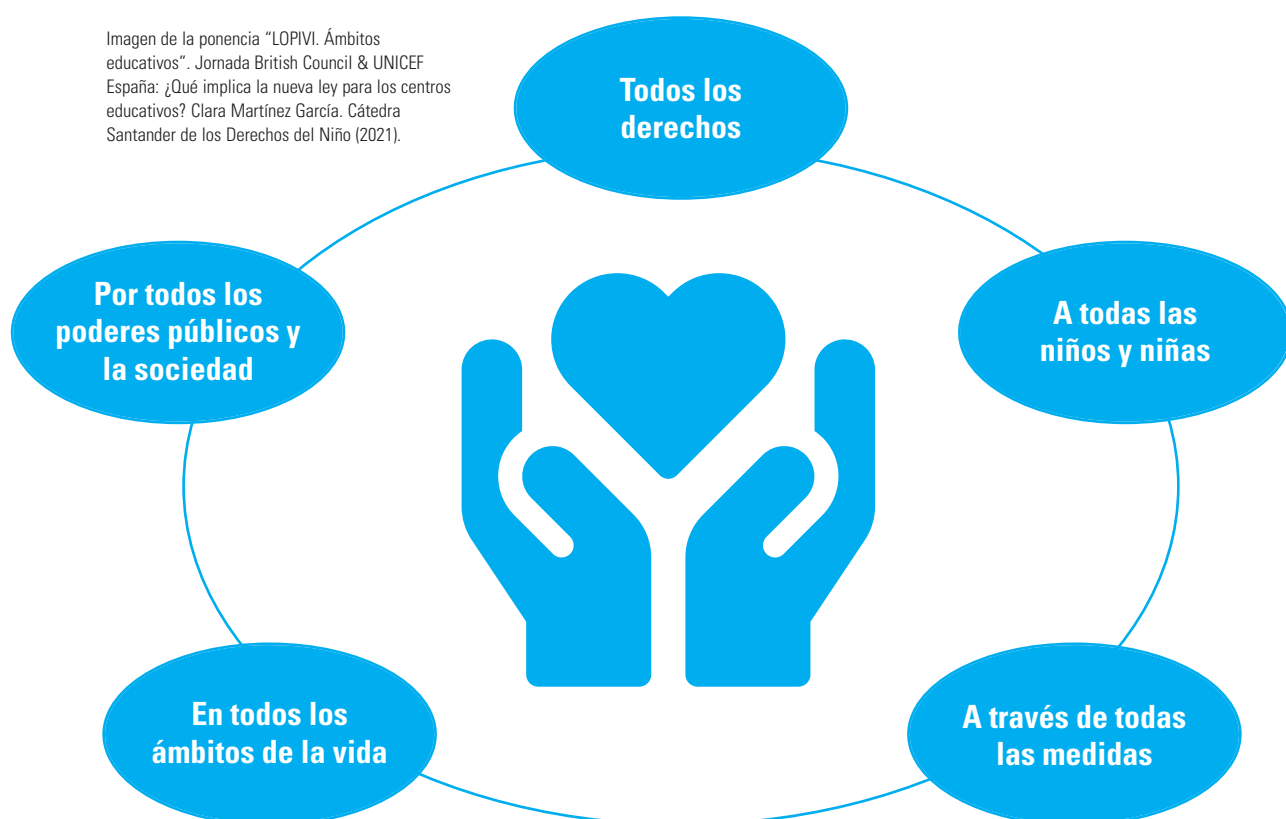 Imagen de la ponencia “LOPIVI. Ámbitos
educativos”. Jornada British Council & UNICEF
España: ¿Qué implica la nueva ley para los centros
educativos? Clara Martínez García. Cátedra
Santander de los Derechos del Niño (2021).
Todos los
derechos
A todas las
niños y niñas
A través de todas
las medidas
En todos los
ámbitos de la vida
Por todos los
poderes públicos y
la sociedad